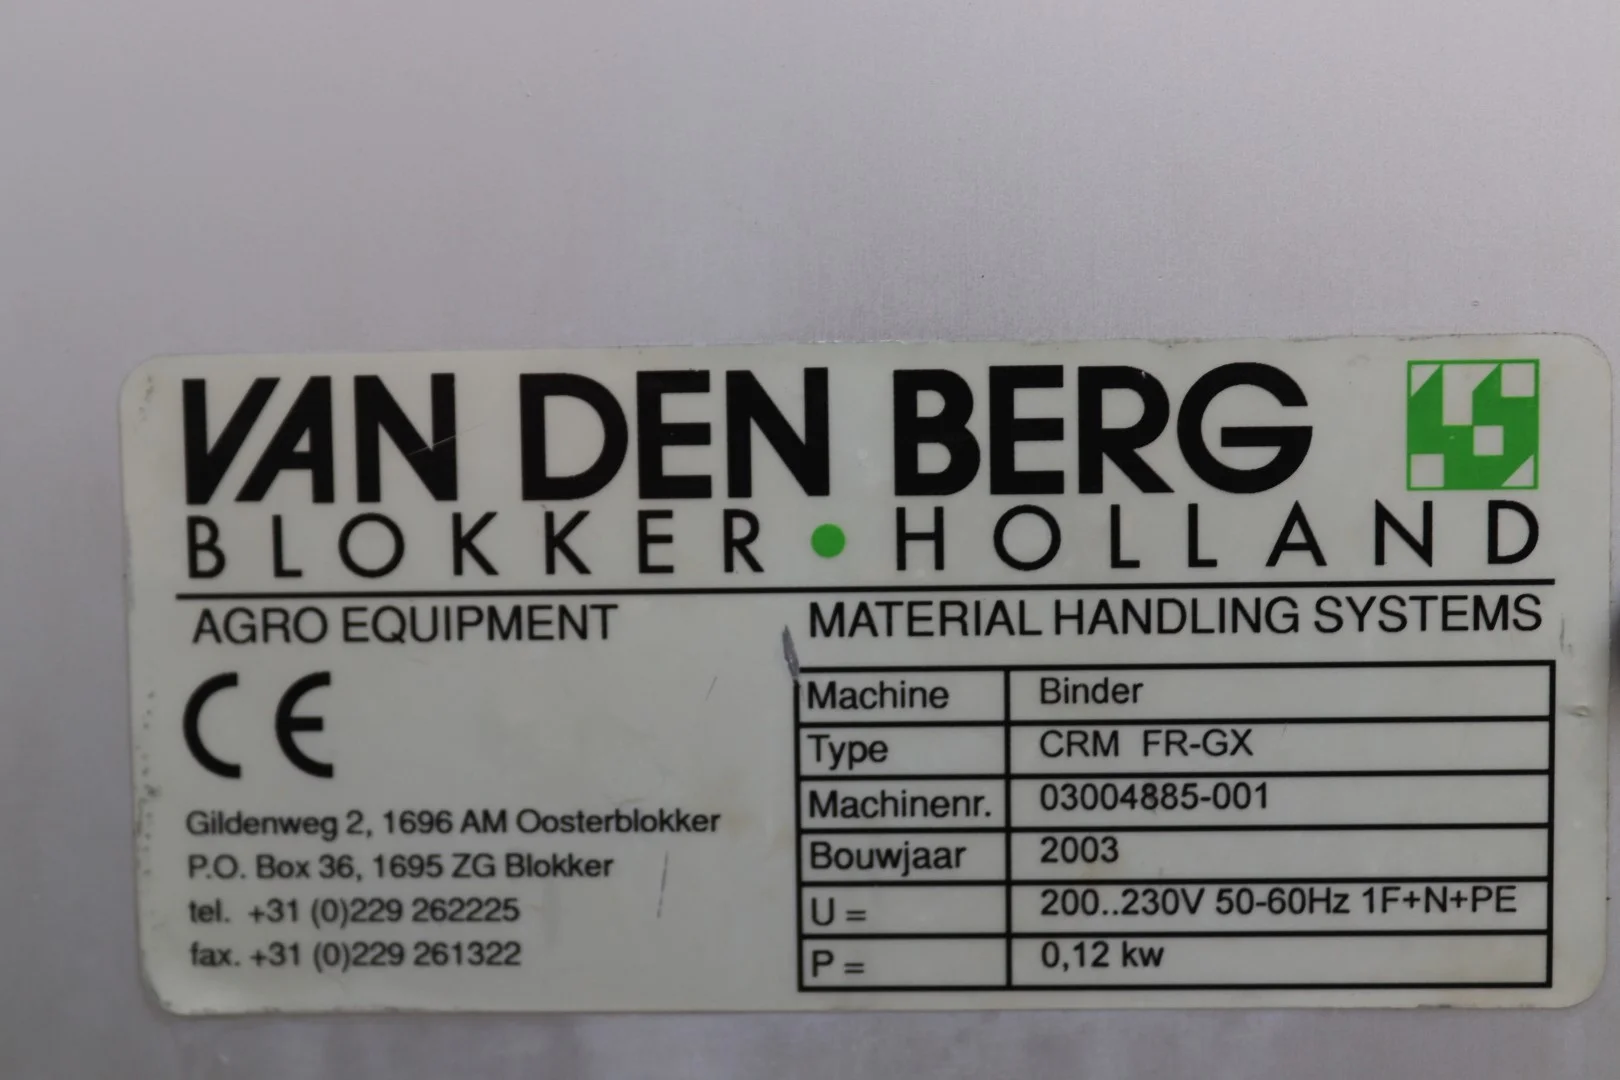 VAN DEN BERG
BLOKKER • HOLLAND
AGRO EQUIPMENT
MATERIAL HANDLING SYSTEMS
CE
Gildenweg 2, 1696 AM Oosterblokker
P.O. Box 36, 1695 ZG Blokker
tel. +31 (0)229 262225
fax. +31 (0)229 261322
Machine Binder
Type CRM FR-GX
Machinenr. 03004885-001
Bouwjaar 2003
U = 200..230V 50-60Hz 1F+N+PE
P = 0,12 kw